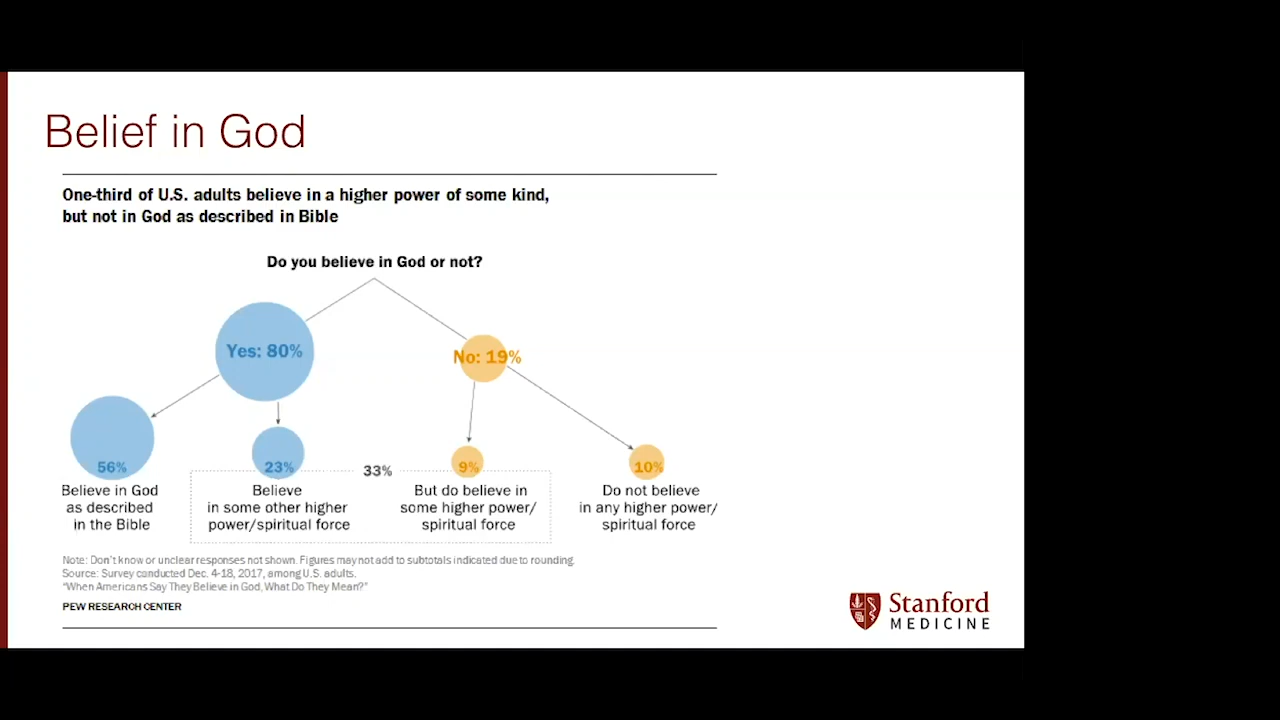 Belief in God
One-third of U.S. adults believe in a higher power of some kind,
but not in God as described in Bible
Do you believe in God or not?
Yes: 80%
No: 19%
56%
23%
33%
9%
10%
Believe in God
as described
in the Bible
Believe
in some other higher
power/spiritual force
But do believe in
some higher power/
spiritual force
Do not believe
in any higher power/
spiritual force
Note: Don't know or unclear responses not shown. Figures may not add to subtotals indicated due to rounding.
Source: Survey conducted Dec. 4-18, 2017, among U.S. adults.
“When Americans Say They Believe in God, What Do They Mean?”
PEW RESEARCH CENTER
Stanford
MEDICINE